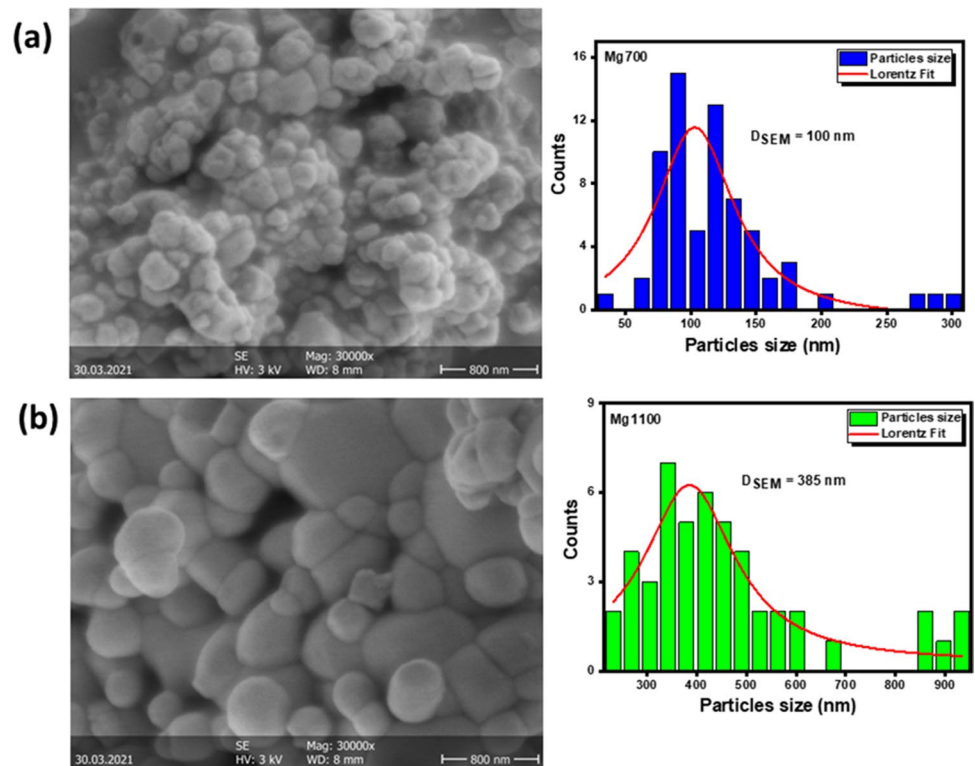 (a)
SE
Mag: 30000x
30.03.2021
HV: 3 kV
WD: 8 mm
800 nm
Mg700
Particles size
Lorentz Fit
D_SEM = 100 nm
16
12
8
4
0
Counts
50
100
150
200
250
300
Particles size (nm)
(b)
SE
Mag: 30000x
30.03.2021
HV: 3 kV
WD: 8 mm
800 nm
Mg1100
Particles size
Lorentz Fit
D_SEM = 385 nm
9
6
3
0
Counts
300
400
500
600
700
800
900
Particles size (nm)